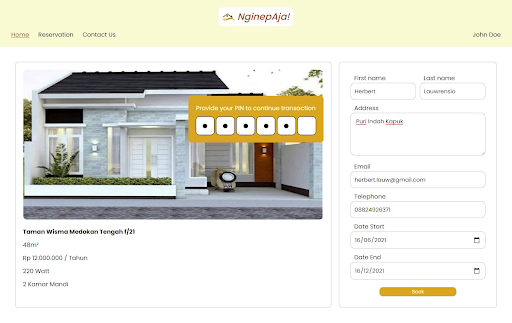 NginepAja!
Home Reservation Contact Us John Doe
Provide your PIN to continue transaction
Taman Wisma Medokan Tengah f/21
48m²
Rp 12.000.000 / Tahun
220 Watt
2 Kamar Mandi
First name Last name
Herbert Lauwrensia
Address
Puri Indah Kapuk
Email
herbert.lauw@gmail.com
Telephone
08824929371
Date Start
16/06/2021
Date End
16/12/2021
Book